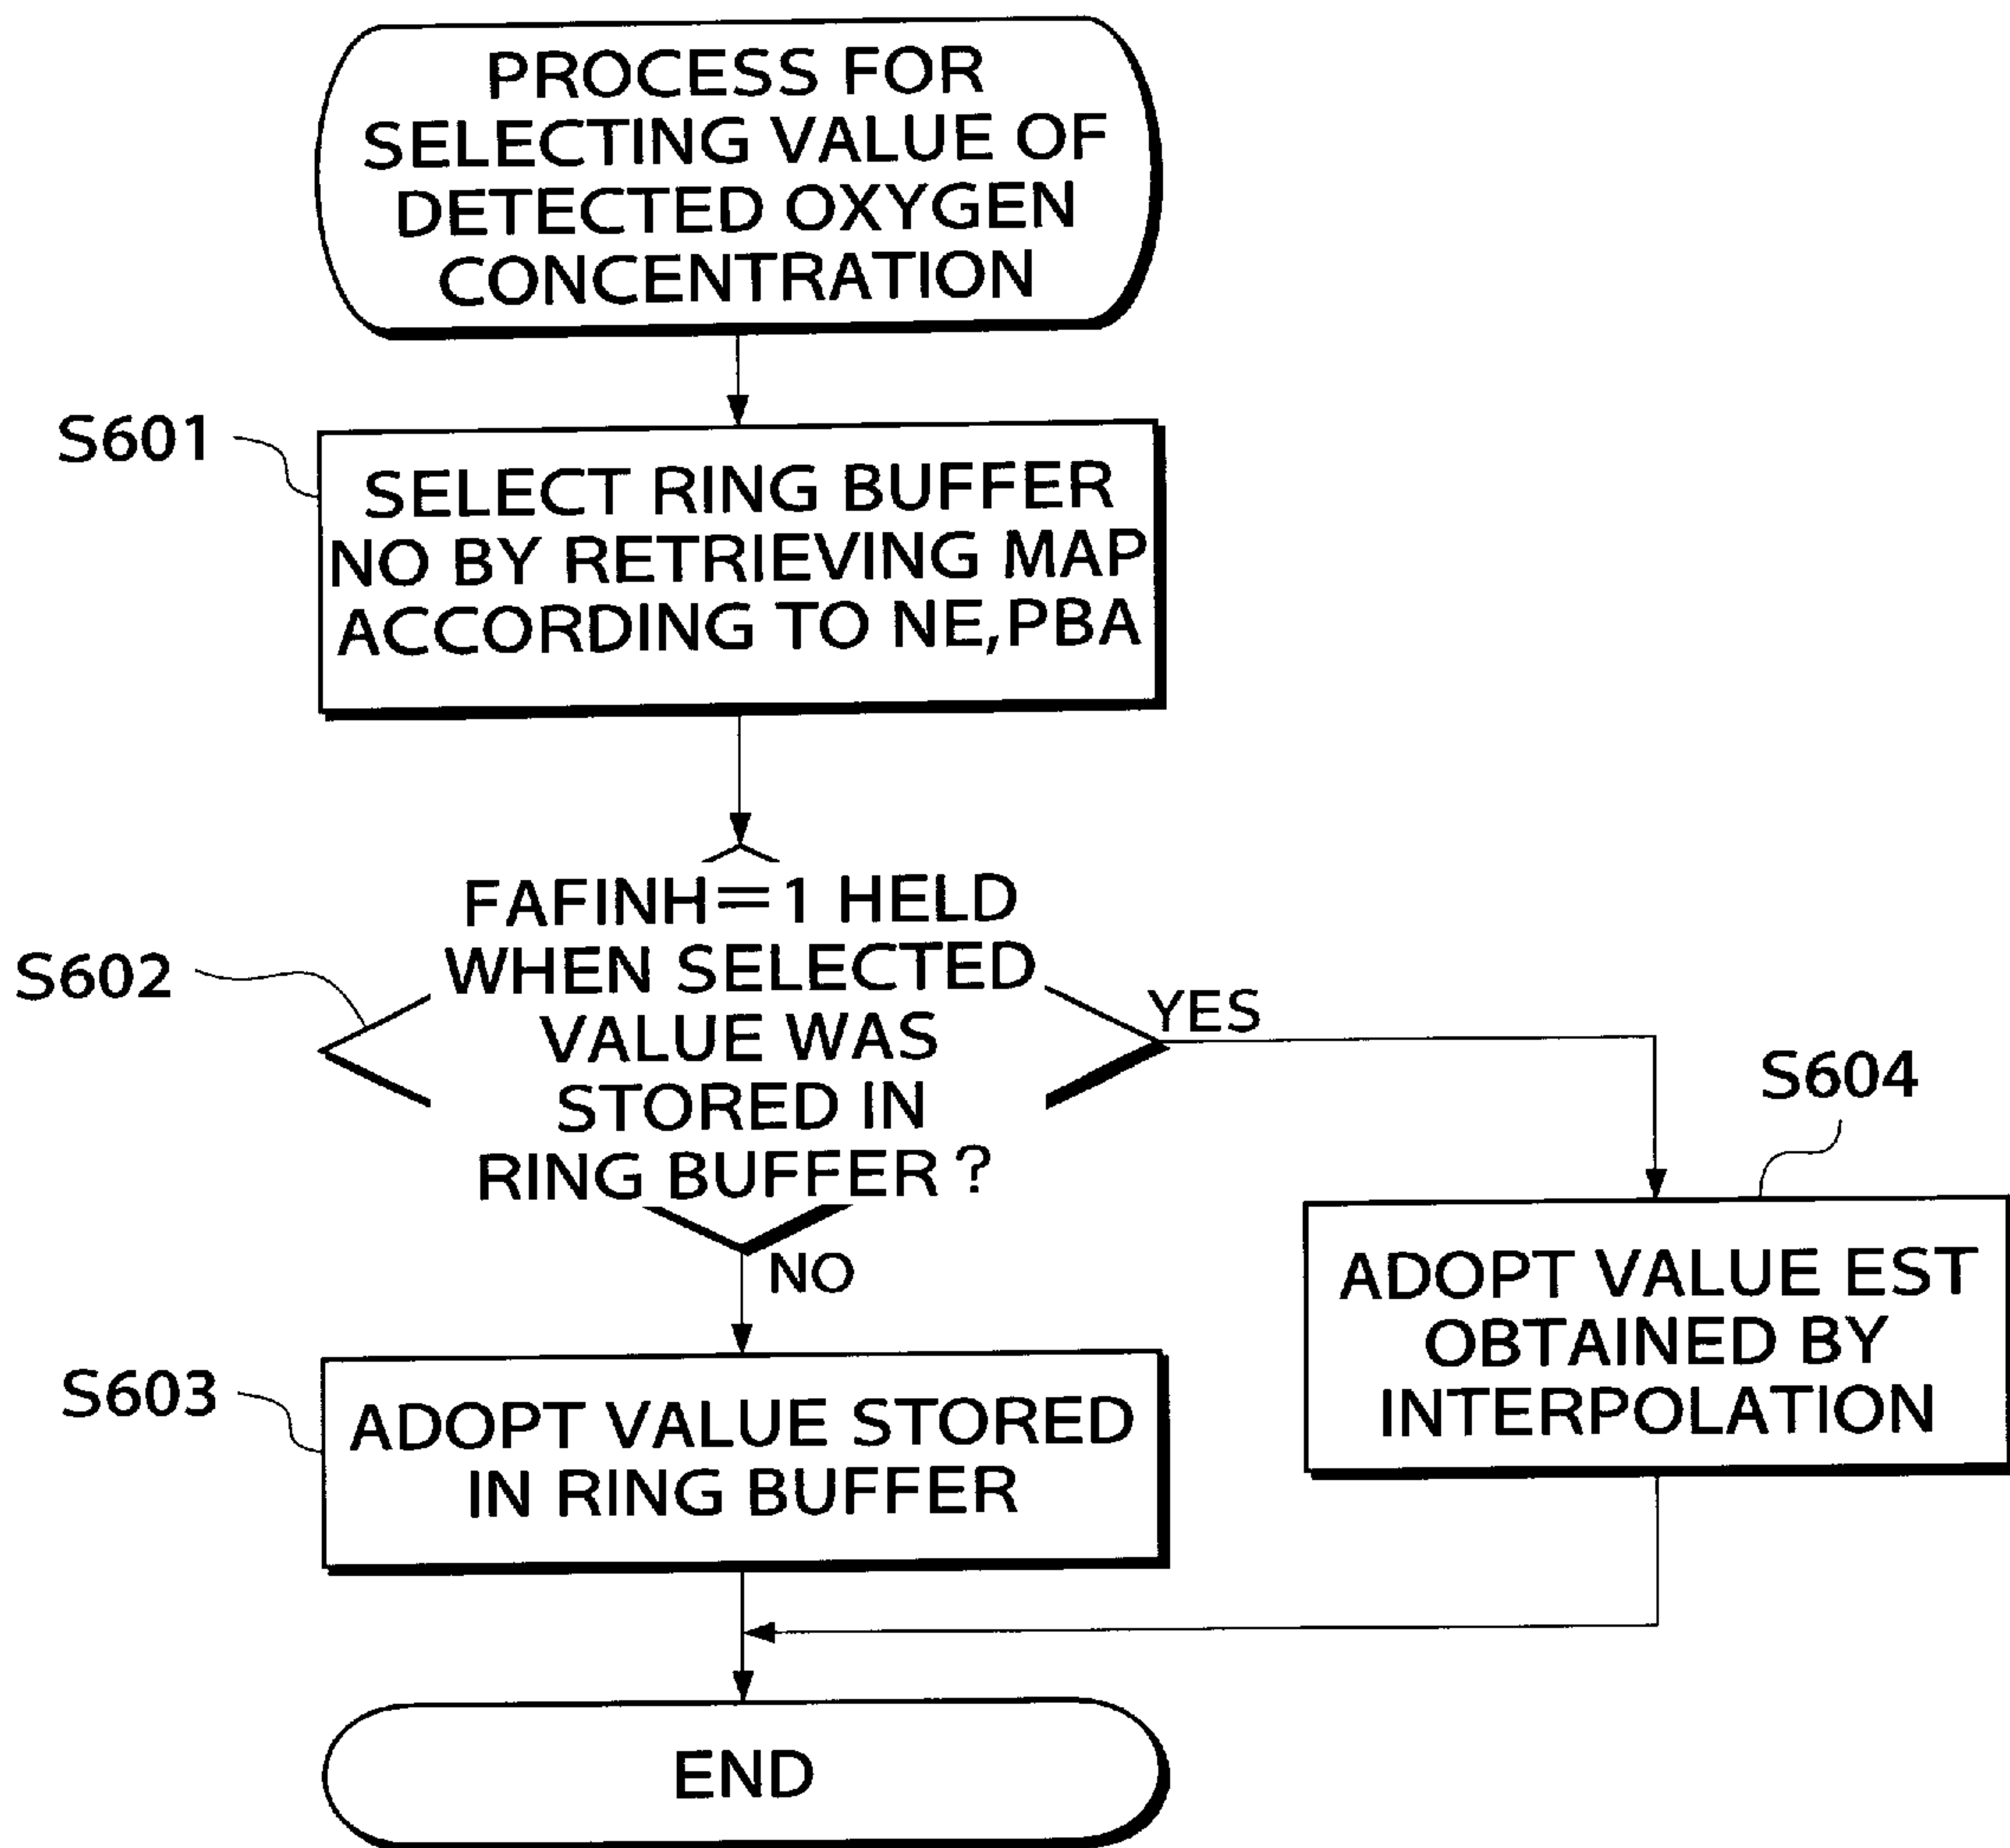 PROCESS FOR
SELECTING VALUE OF
DETECTED OXYGEN
CONCENTRATION
S601
SELECT RING BUFFER
NO BY RETRIEVING MAP
ACCORDING TO NE,PBA
S602
FAFINH=1 HELD
WHEN SELECTED
VALUE WAS
STORED IN
RING BUFFER ?
YES
NO
S604
ADOPT VALUE EST
OBTAINED BY
INTERPOLATION
S603
ADOPT VALUE STORED
IN RING BUFFER
END